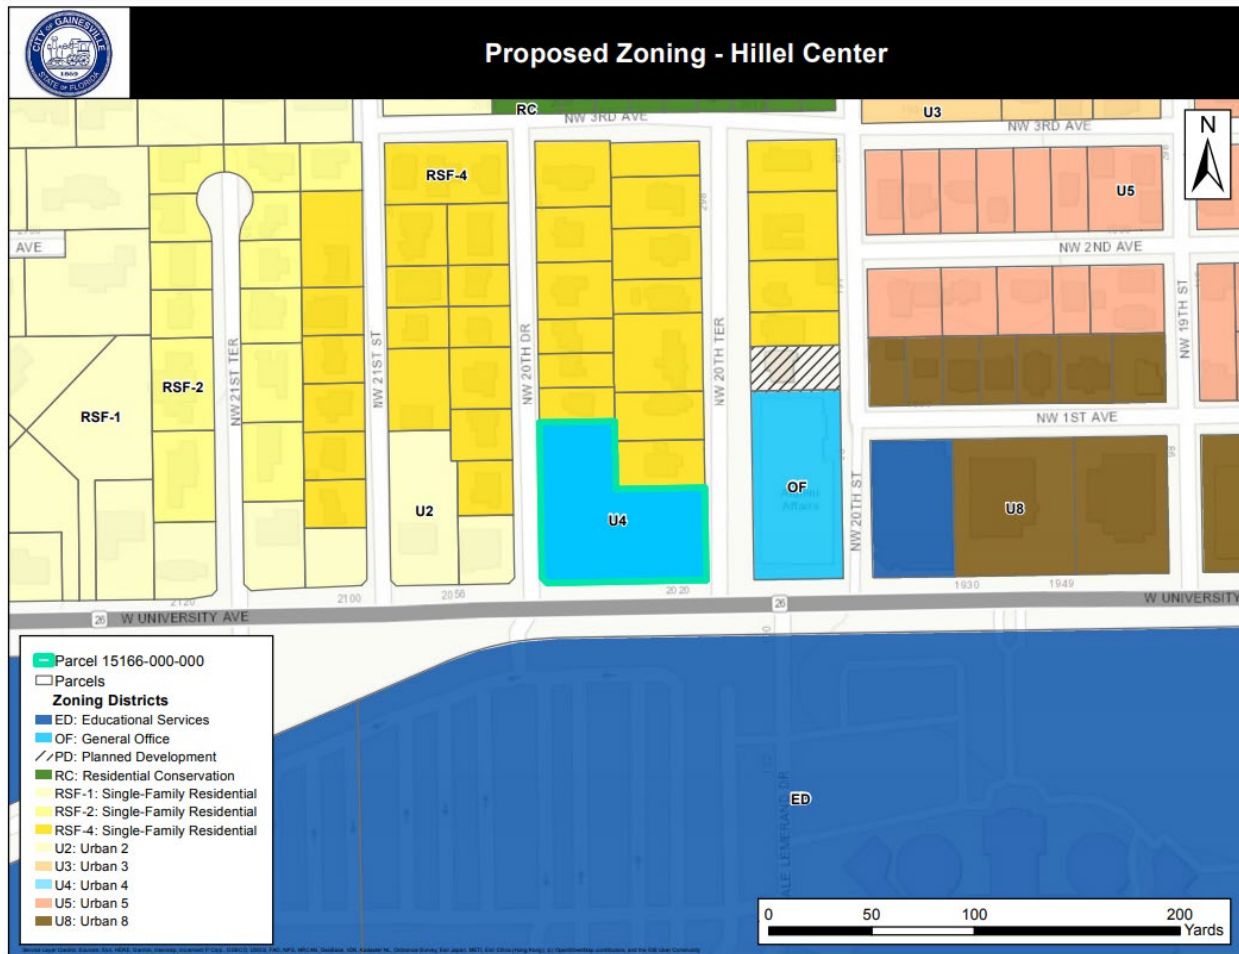 CITY OF GAINESVILLE
1869
STATE OF FLORIDA
Proposed Zoning - Hillel Center
RC
NW 3RD AVE
U3
NW 3RD AVE
N
RSF-4
U5
298
AVE
NW 2ND AVE
NW 21ST TER
NW 21ST ST
NW 20TH DR
NW 20TH TER
NW 19TH ST
RSF-2
RSF-1
NW 1ST AVE
OF
Affairs
NW 20TH ST
U2
U4
U8
99
2120
2100
2056
2020
1930
1949
26
W UNIVERSITY AVE
26
W UNIVERSITY
Parcel 15166-000-000
Parcels
Zoning Districts
ED: Educational Services
OF: General Office
PD: Planned Development
RC: Residential Conservation
RSF-1: Single-Family Residential
RSF-2: Single-Family Residential
RSF-4: Single-Family Residential
U2: Urban 2
U3: Urban 3
U4: Urban 4
U5: Urban 5
U8: Urban 8
ED
ALE LEMERAND DR
0 50 100 200
Yards